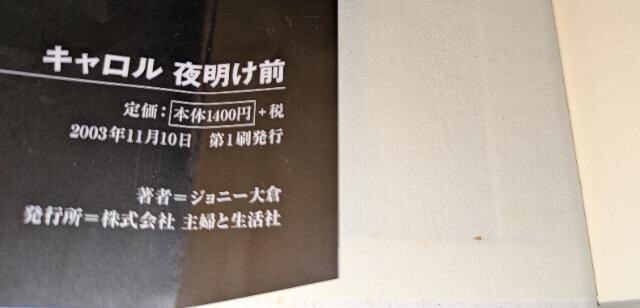 キャロル 夜明け前
定価：本体1400円＋税
2003年11月10日　第1刷発行
著者＝ジョニー大倉
発行所＝株式会社 主婦と生活社